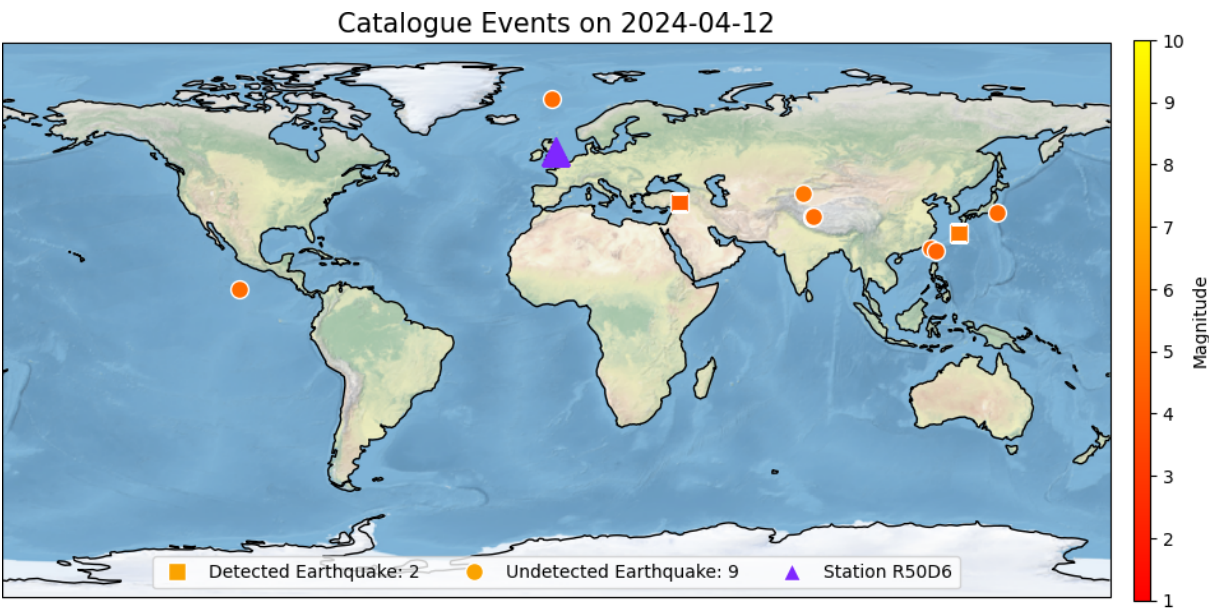 Catalogue Events on 2024-04-12
10
9
8
7
6
5
4
3
2
1
Magnitude
Detected Earthquake: 2
Undetected Earthquake: 9
Station R50D6